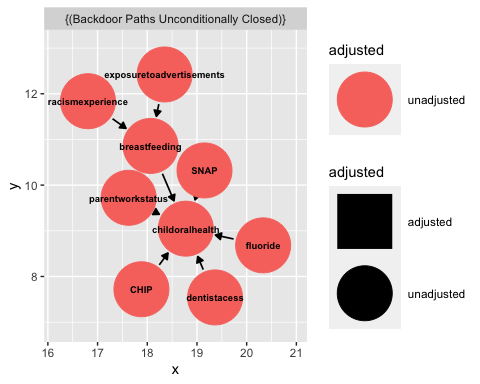 {(Backdoor Paths Unconditionally Closed)}
exposuretoadvertisements
racismexperience
breastfeeding
SNAP
parentworkstatus
childoralhealth
fluoride
CHIP
dentistacess
12
10
8
y
16
17
18
19
20
21
x
adjusted
unadjusted
adjusted
adjusted
unadjusted